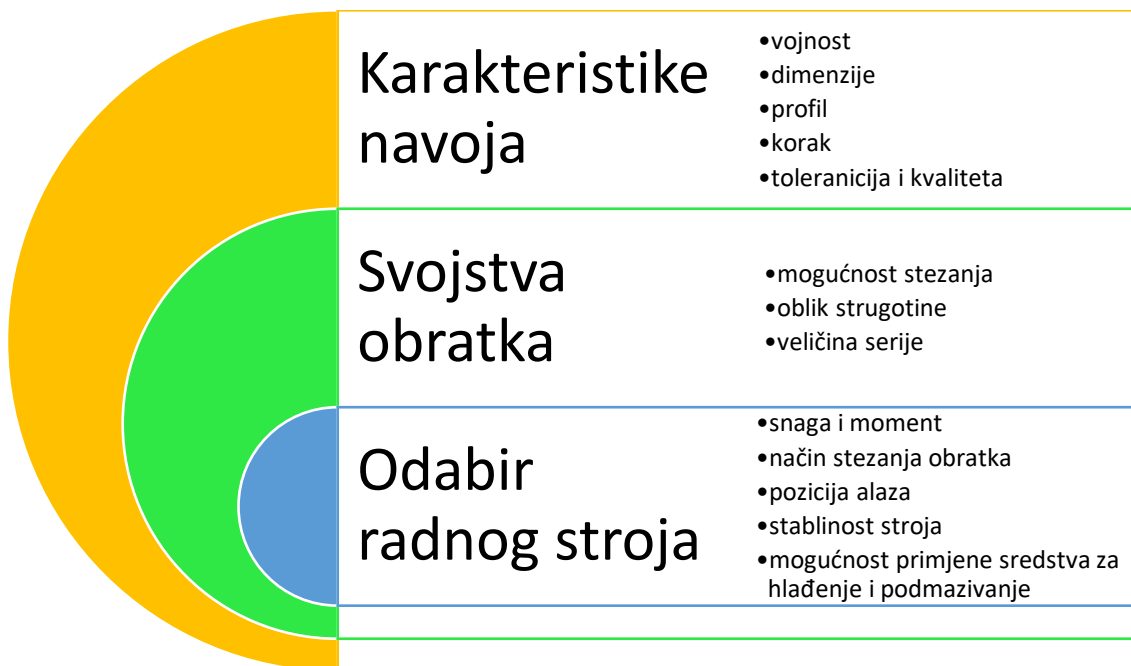 Karakteristike
navoja
•vojnost
•dimenzije
•profil
•korak
•toleranicija i kvaliteta
Svojstva
obratka
•mogućnost stezanja
•oblik strugotine
•veličina serije
Odabir
radnog stroja
•snaga i moment
•način stezanja obratka
•pozicija alaza
•stablinost stroja
•mogućnost primjene sredstva za
hlađenje i podmazivanje